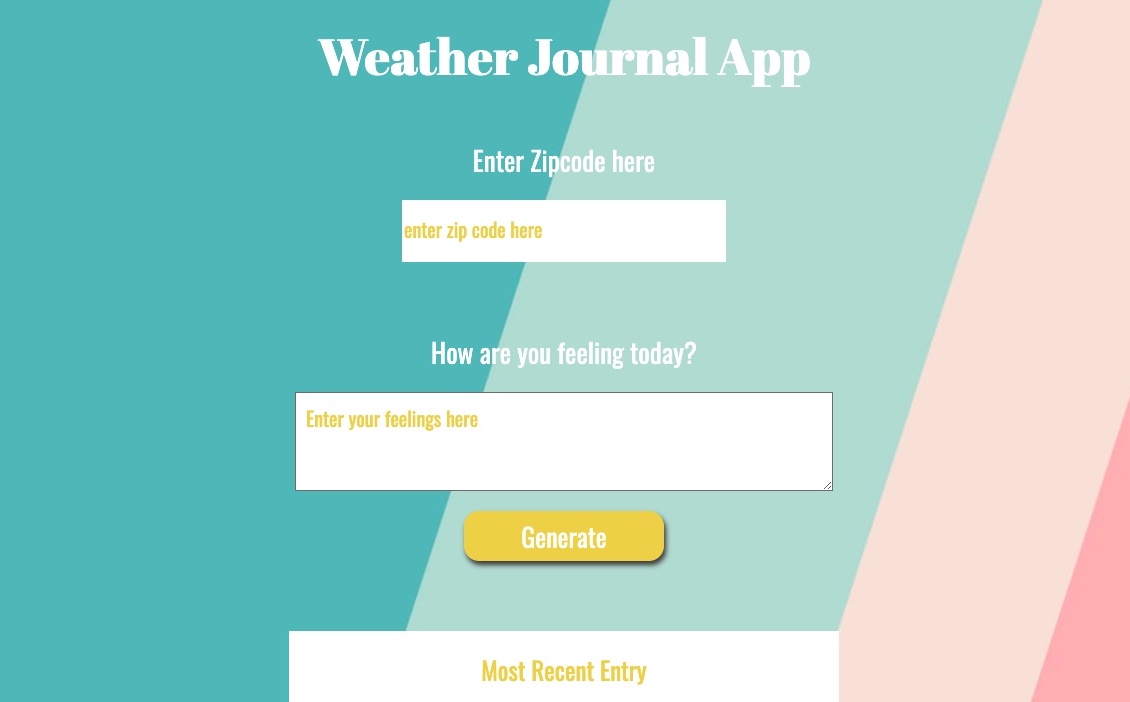 Weather Journal App
Enter Zipcode here
enter zip code here
How are you feeling today?
Enter your feelings here
Generate
Most Recent Entry